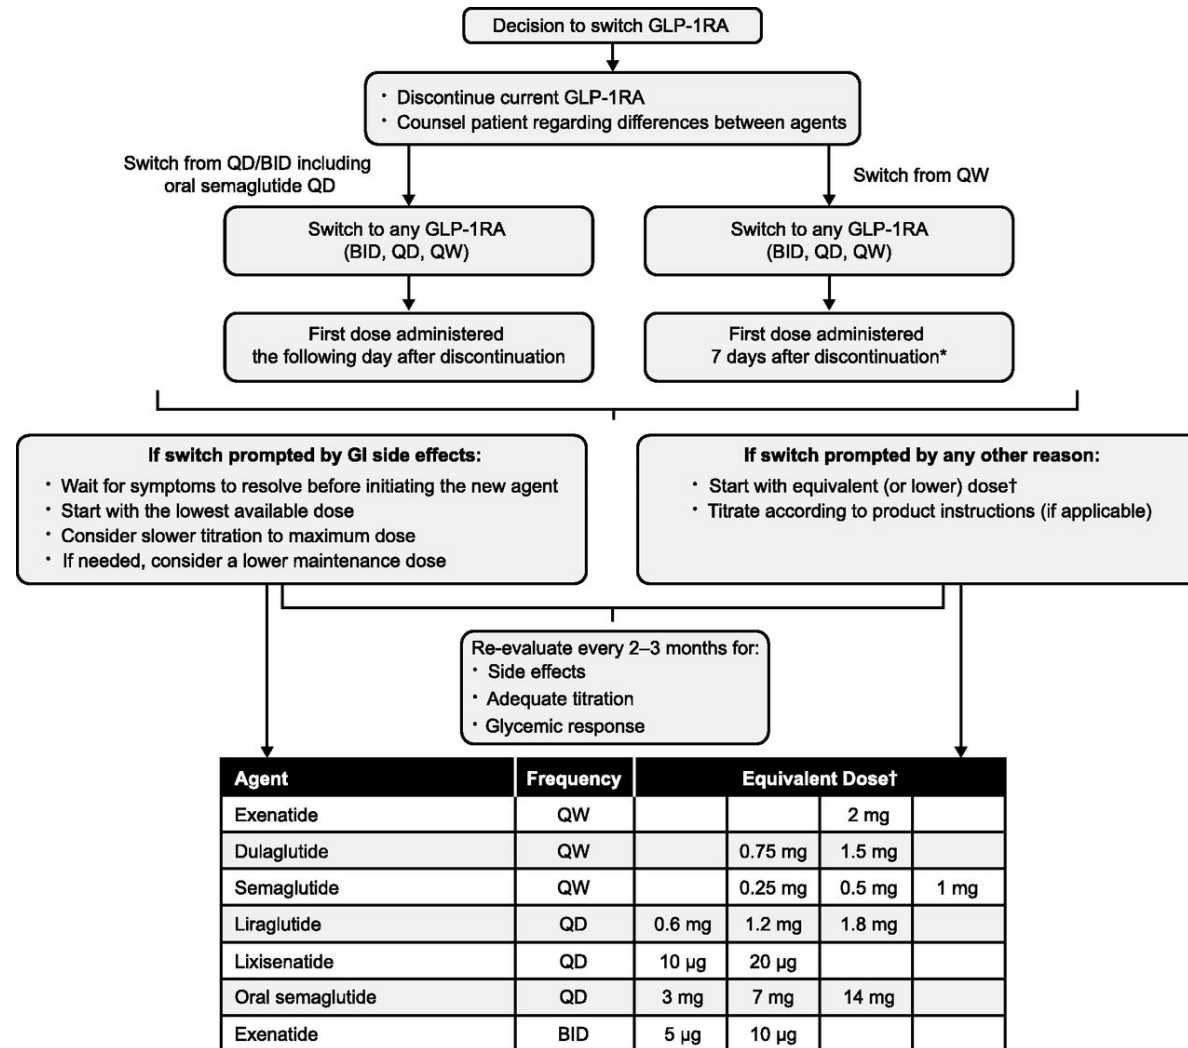 Decision to switch GLP-1RA
· Discontinue current GLP-1RA
· Counsel patient regarding differences between agents
Switch from QD/BID including
oral semaglutide QD
Switch from QW
Switch to any GLP-1RA
(BID, QD, QW)
Switch to any GLP-1RA
(BID, QD, QW)
First dose administered
the following day after discontinuation
First dose administered
7 days after discontinuation*
If switch prompted by GI side effects:
· Wait for symptoms to resolve before initiating the new agent
· Start with the lowest available dose
· Consider slower titration to maximum dose
· If needed, consider a lower maintenance dose
If switch prompted by any other reason:
· Start with equivalent (or lower) dose†
· Titrate according to product instructions (if applicable)
Re-evaluate every 2–3 months for:
· Side effects
· Adequate titration
· Glycemic response
Agent Frequency Equivalent Dose†
Exenatide QW 2 mg
Dulaglutide QW 0.75 mg 1.5 mg
Semaglutide QW 0.25 mg 0.5 mg 1 mg
Liraglutide QD 0.6 mg 1.2 mg 1.8 mg
Lixisenatide QD 10 µg 20 µg
Oral semaglutide QD 3 mg 7 mg 14 mg
Exenatide BID 5 µg 10 µg